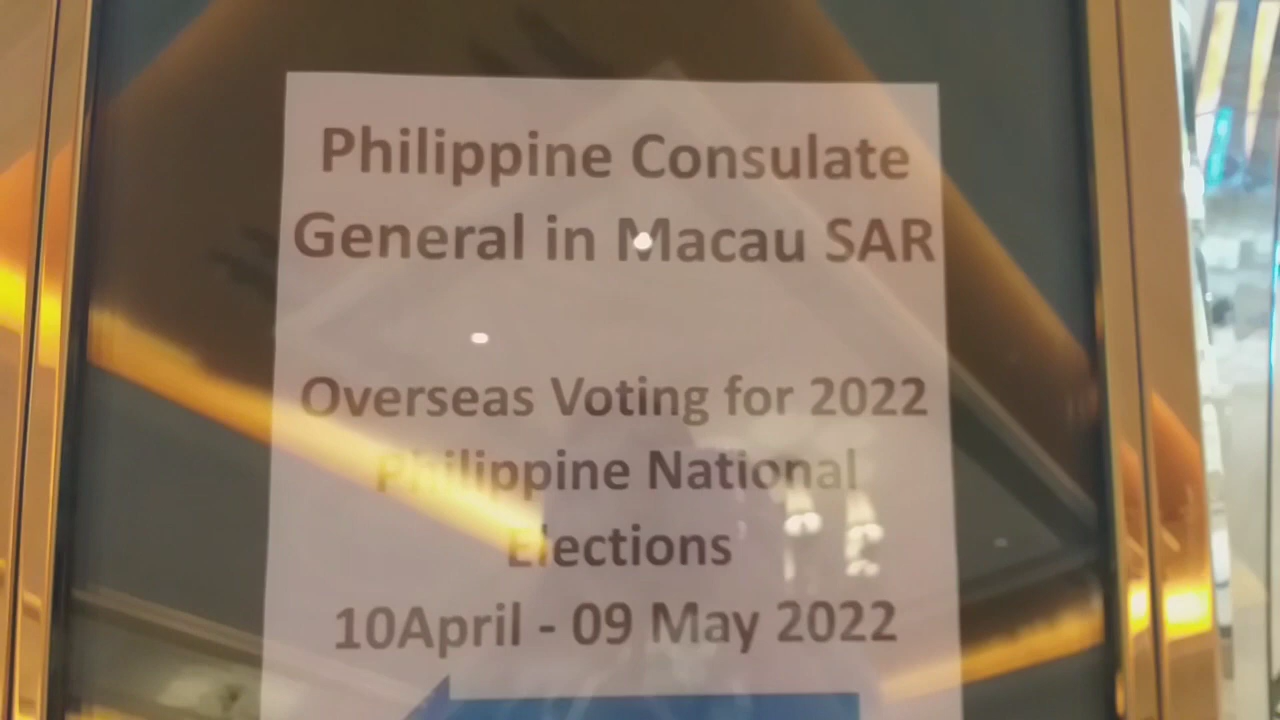 Philippine Consulate
General in Macau SAR
Overseas Voting for 2022
Philippine National
Elections
10April - 09 May 2022